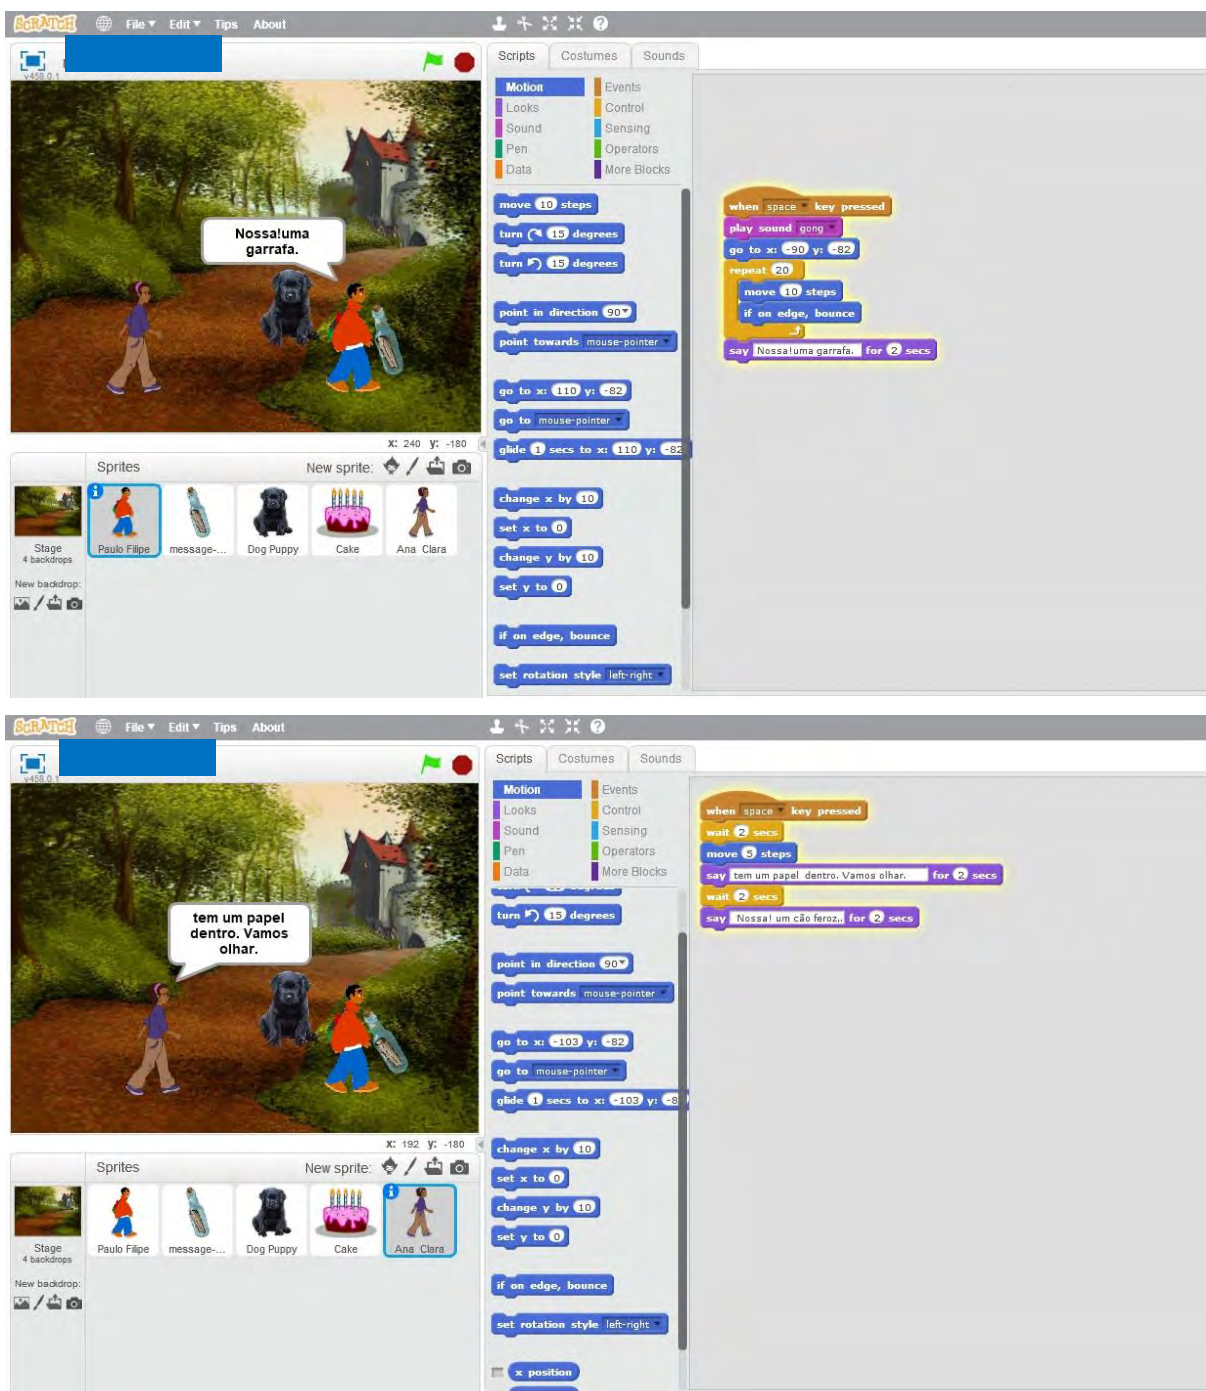 SCRATCH File Edit Tips About
v458.0.1
Nossa!uma
garrafa.
X: 240 y: -180
Sprites New sprite:
Paulo Filipe message-... Dog Puppy Cake Ana Clara
Stage
4 backdrops
New backdrop:
Scripts Costumes Sounds
Motion Events
Looks Control
Sound Sensing
Pen Operators
Data More Blocks
move 10 steps
turn 15 degrees
turn 15 degrees
point in direction 90
point towards mouse-pointer
go to x: 110 y: -82
go to mouse-pointer
glide 1 secs to x: 110 y: -82
change x by 10
set x to 0
change y by 10
set y to 0
if on edge, bounce
set rotation style left-right
when space key pressed
play sound gong
go to x: -90 y: -82
repeat 20
move 10 steps
if on edge, bounce
say Nossa!uma garrafa. for 2 secs
SCRATCH File Edit Tips About
v458.0.1
tem um papel
dentro. Vamos
olhar.
X: 192 y: -180
Sprites New sprite:
Paulo Filipe message-... Dog Puppy Cake Ana Clara
Stage
4 backdrops
New backdrop:
Scripts Costumes Sounds
Motion Events
Looks Control
Sound Sensing
Pen Operators
Data More Blocks
turn 15 degrees
point in direction 90
point towards mouse-pointer
go to x: -103 y: -82
go to mouse-pointer
glide 1 secs to x: -103 y: -8
change x by 10
set x to 0
change y by 10
set y to 0
if on edge, bounce
set rotation style left-right
x position
when space key pressed
wait 2 secs
move 5 steps
say tem um papel dentro. Vamos olhar. for 2 secs
wait 2 secs
say Nossa! um cão feroz,. for 2 secs